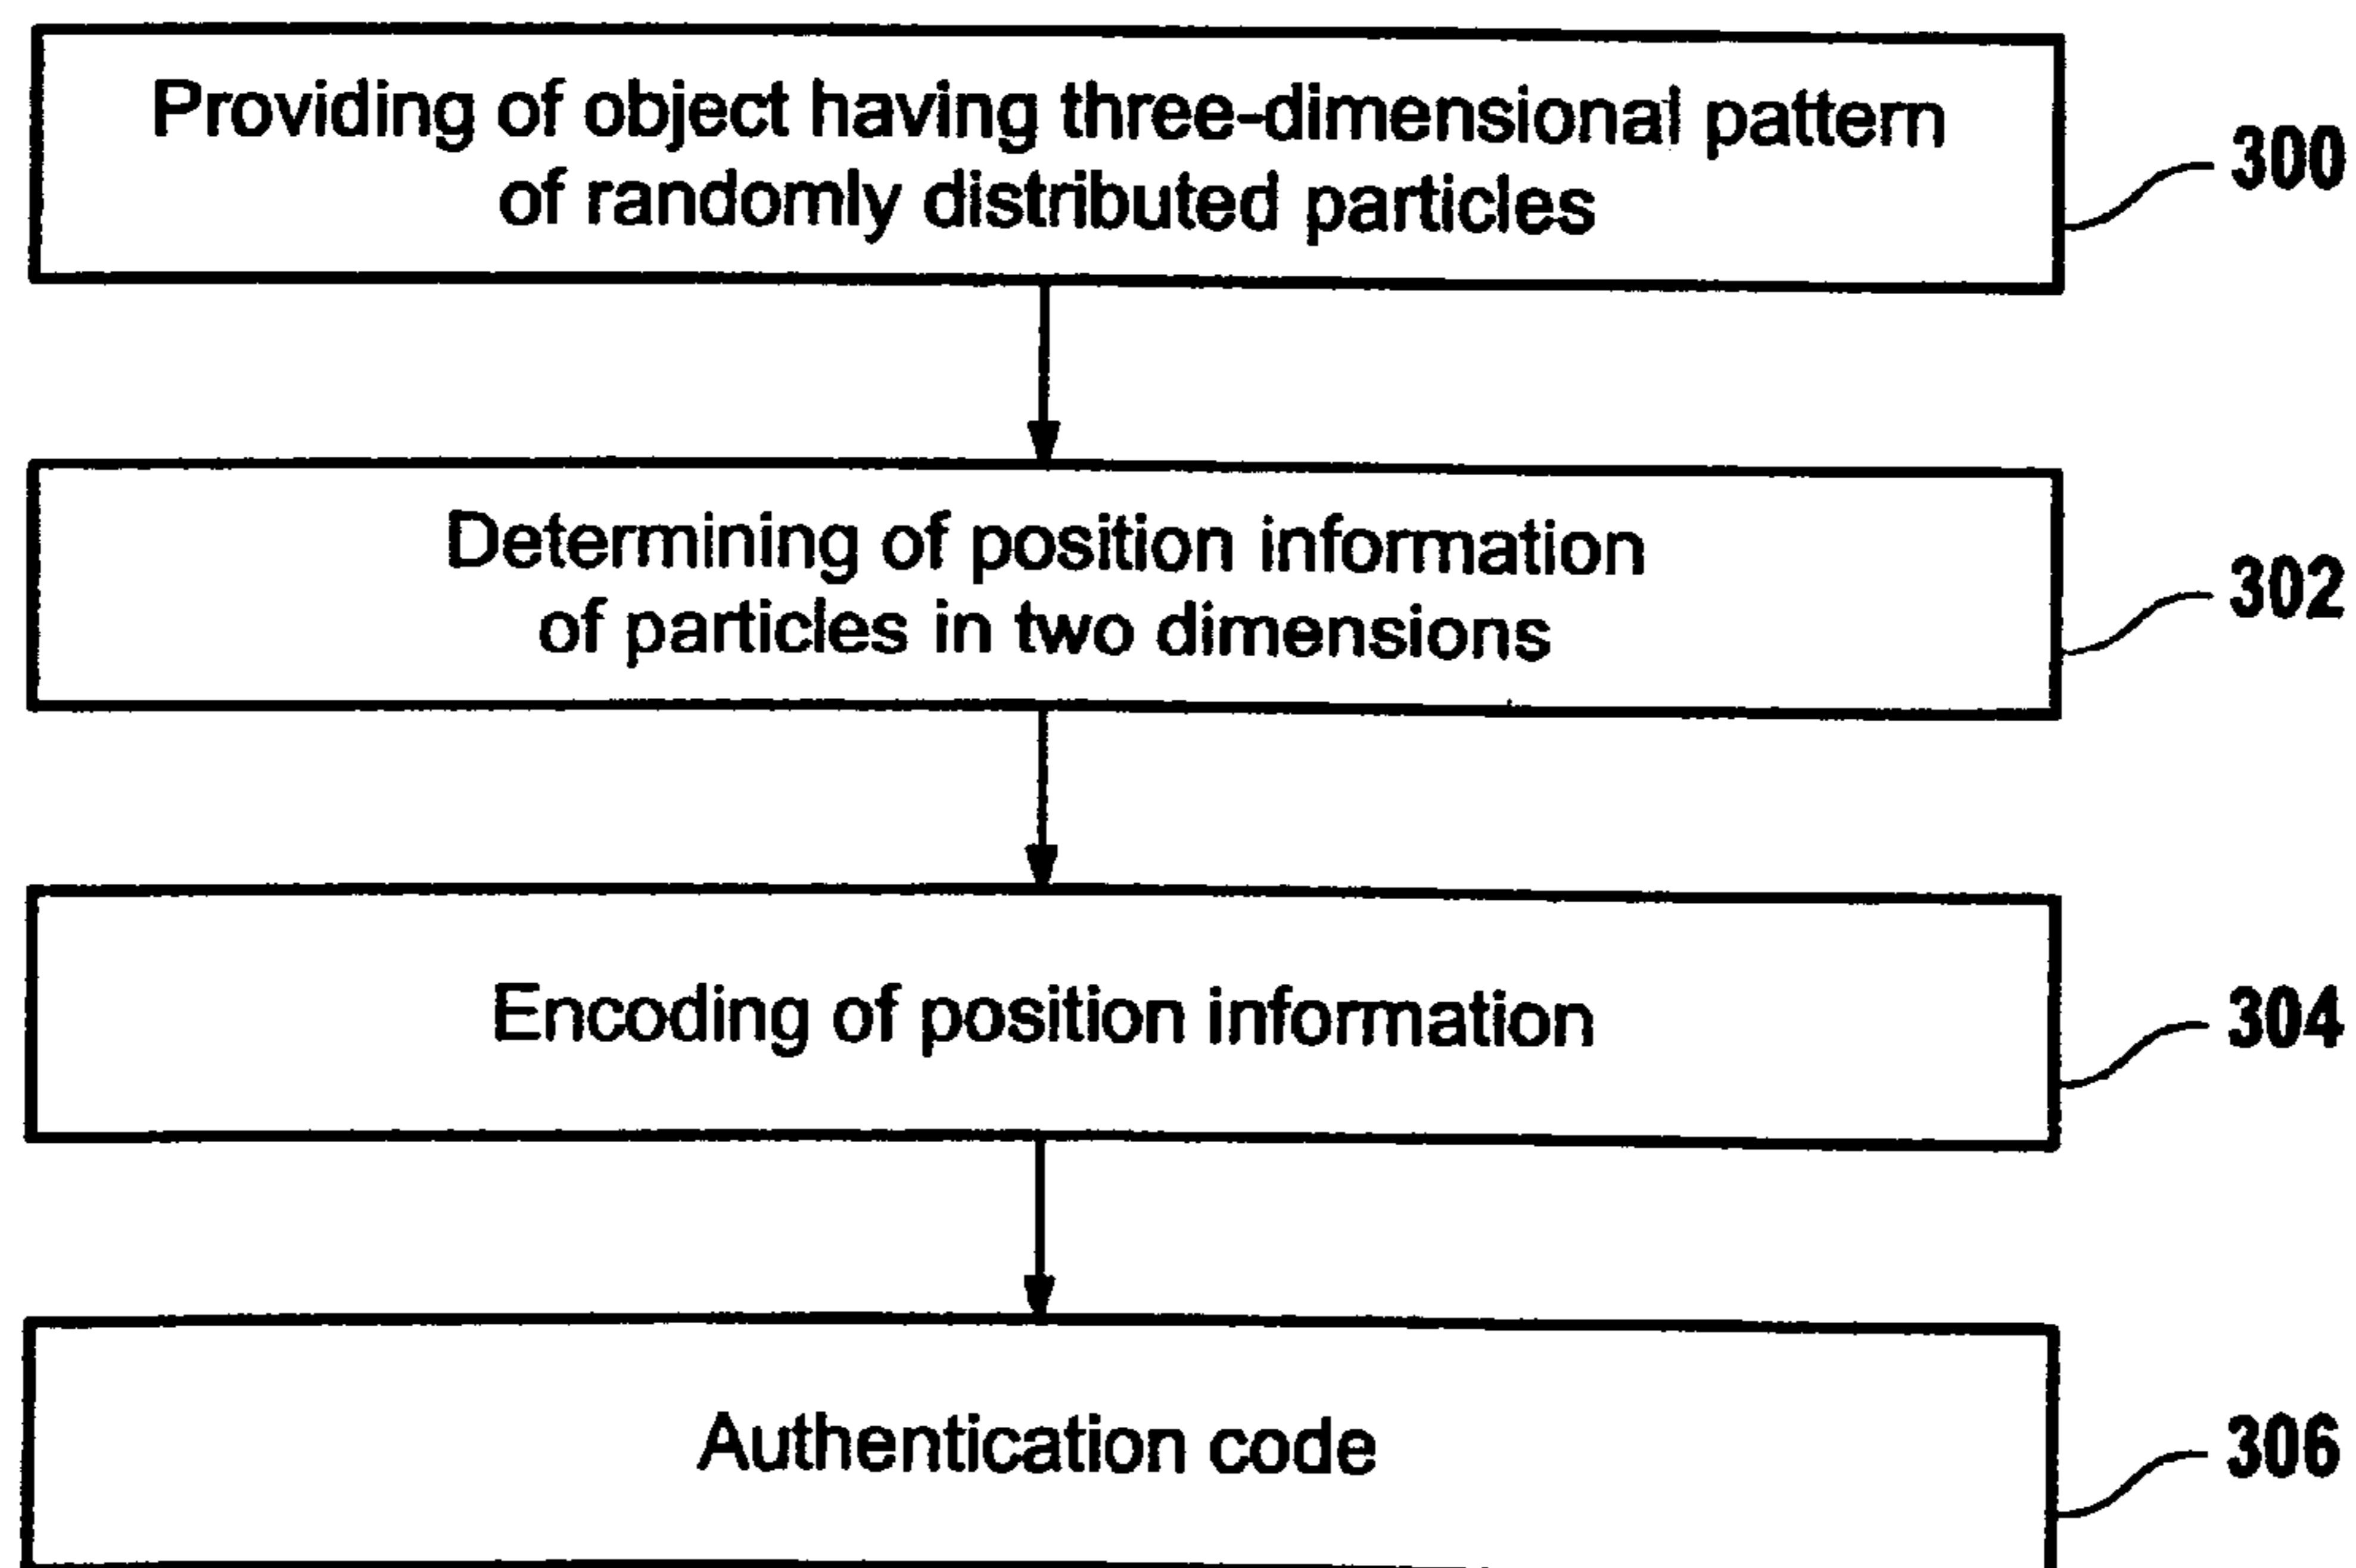 Providing of object having three-dimensional pattern
of randomly distributed particles
300
Determining of position information
of particles in two dimensions
302
Encoding of position information
304
Authentication code
306